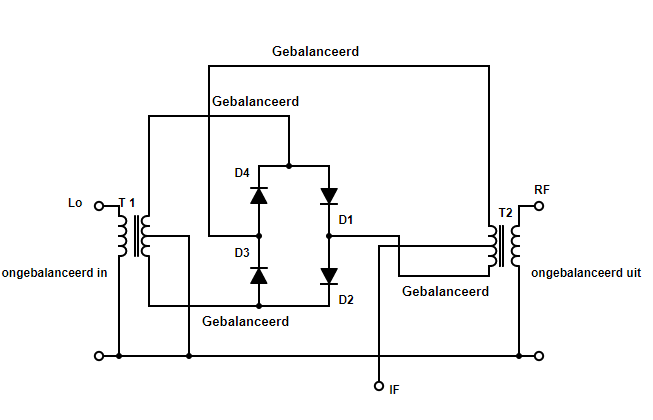 Gebalanceerd
Gebalanceerd
D4
Lo
T 1
RF
T2
D1
D3
ongebalanceerd in
ongebalanceerd uit
Gebalanceerd
D2
Gebalanceerd
IF